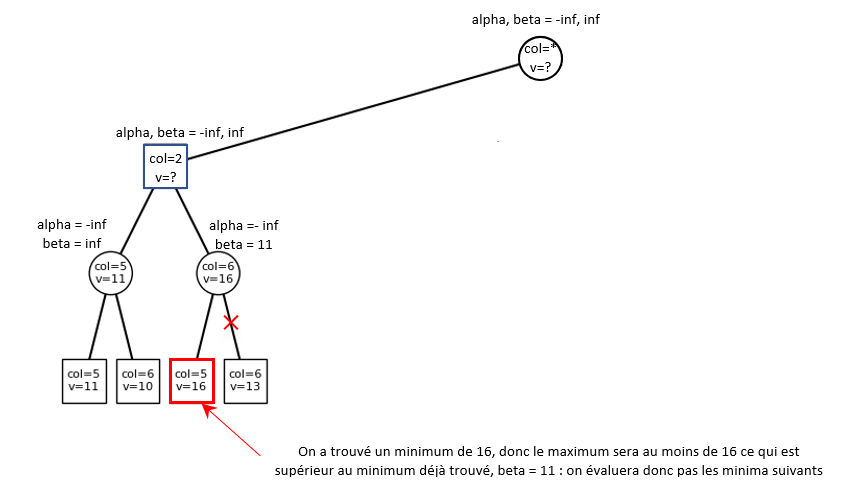 alpha, beta = -inf, inf
col=*
v=?
alpha, beta = -inf, inf
col=2
v=?
alpha = -inf
beta = inf
alpha =- inf
beta = 11
col=5
v=11
col=6
v=16
col=5
v=11
col=6
v=10
col=5
v=16
col=6
v=13
On a trouvé un minimum de 16, donc le maximum sera au moins de 16 ce qui est
supérieur au minimum déjà trouvé, beta = 11 : on évaluera donc pas les minima suivants